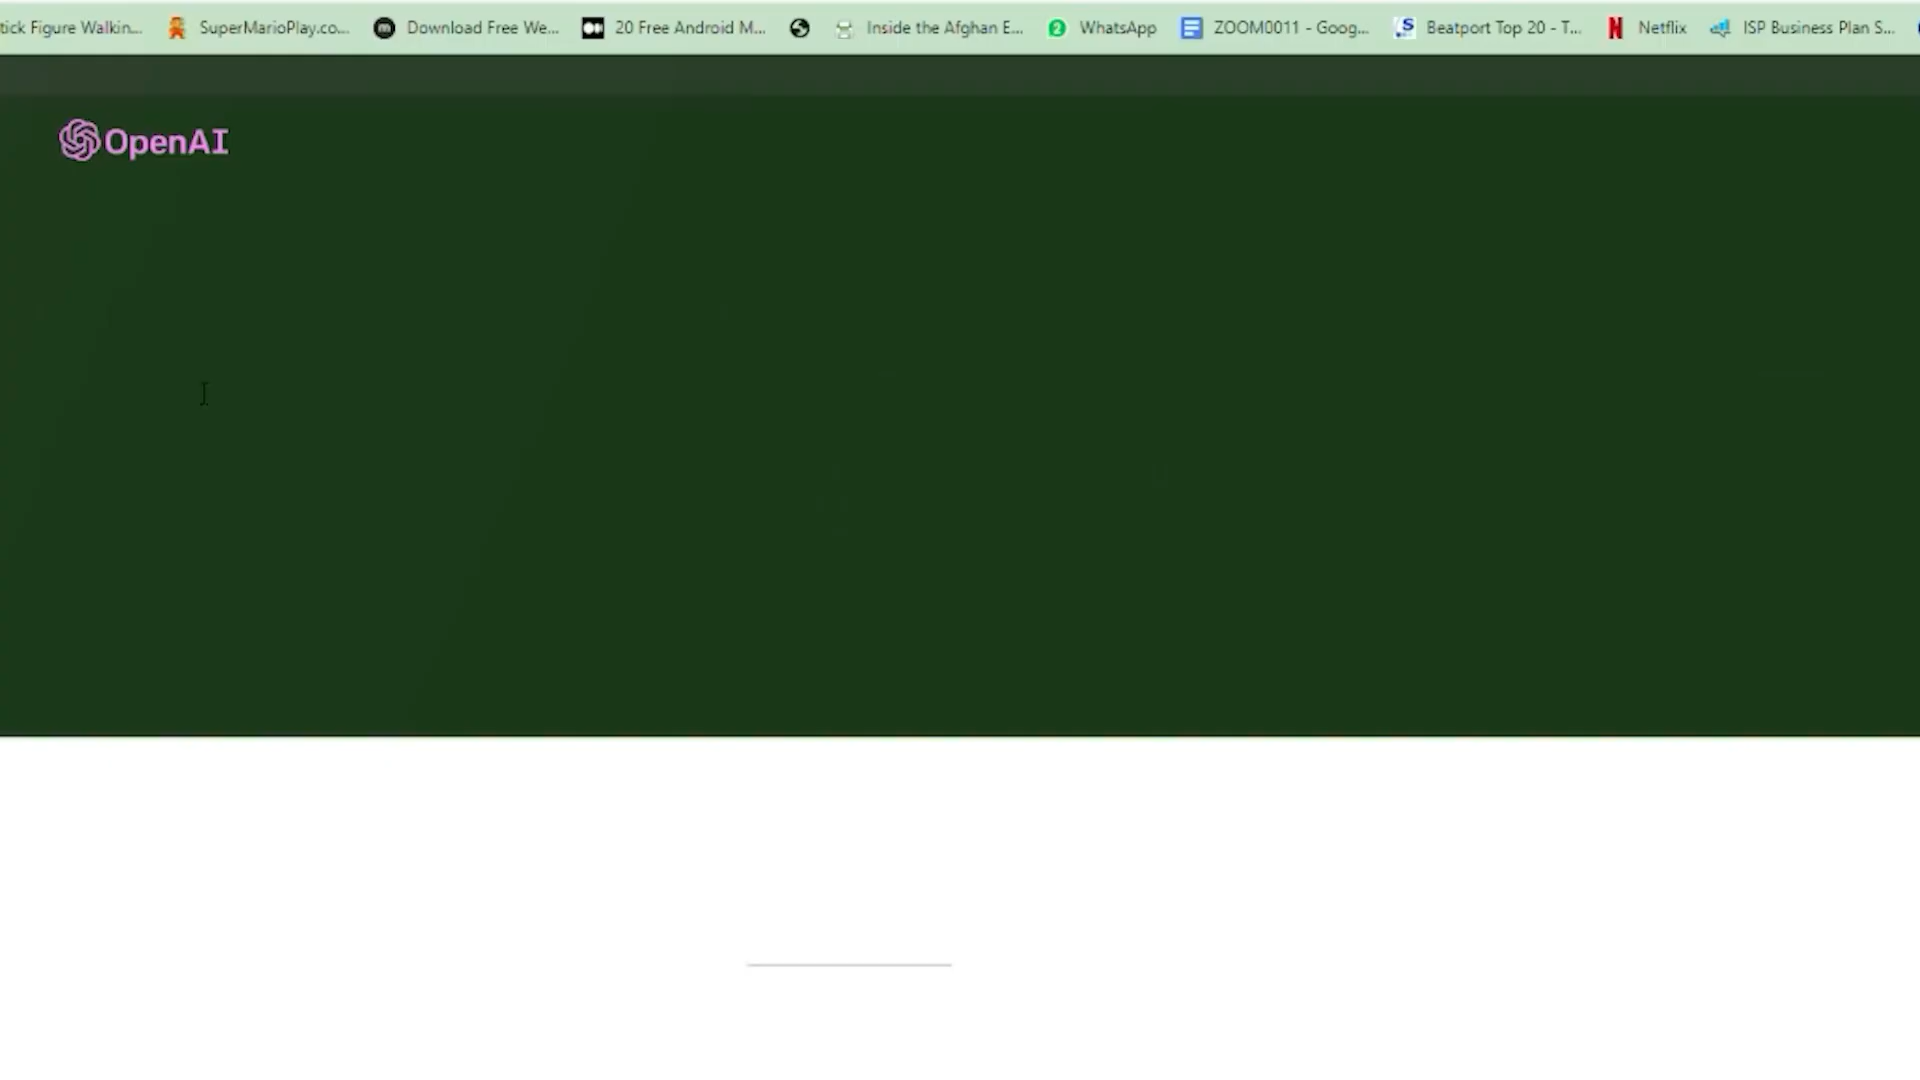 tick Figure Walkin... SuperMarioPlay.co... Download Free We... 20 Free Android M... Inside the Afghan E... WhatsApp ZOOM0011 - Goog... Beatport Top 20 - T... Netflix ISP Business Plan S...
OpenAI